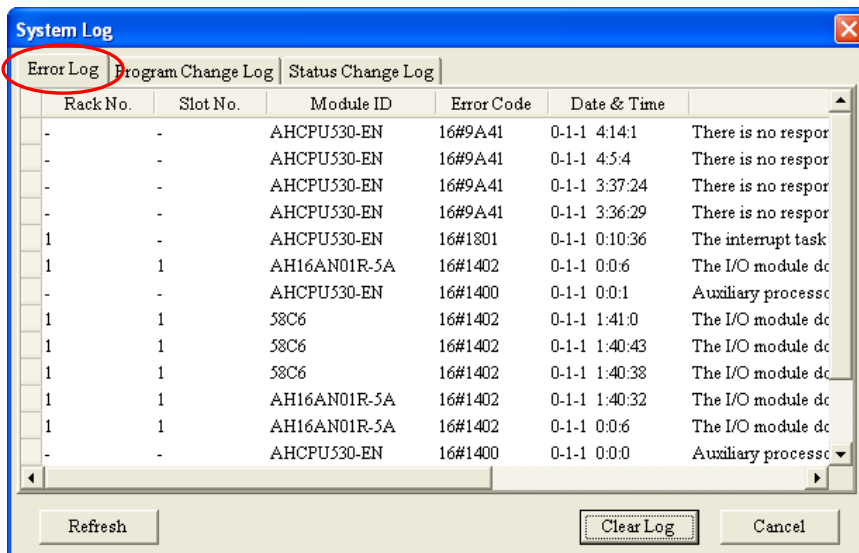 System Log
Error Log Program Change Log Status Change Log
Rack No. Slot No. Module ID Error Code Date & Time
- - AHCPU530-EN 16#9A41 0-1-1 4:14:1 There is no respor
- - AHCPU530-EN 16#9A41 0-1-1 4:5:4 There is no respor
- - AHCPU530-EN 16#9A41 0-1-1 3:37:24 There is no respor
- - AHCPU530-EN 16#9A41 0-1-1 3:36:29 There is no respor
1 - AHCPU530-EN 16#1801 0-1-1 0:10:36 The interrupt task
1 1 AH16AN01R-5A 16#1402 0-1-1 0:0:6 The I/O module do
- - AHCPU530-EN 16#1400 0-1-1 0:0:1 Auxiliary processo
1 1 58C6 16#1402 0-1-1 1:41:0 The I/O module do
1 1 58C6 16#1402 0-1-1 1:40:43 The I/O module do
1 1 58C6 16#1402 0-1-1 1:40:38 The I/O module do
1 1 AH16AN01R-5A 16#1402 0-1-1 1:40:32 The I/O module do
1 1 AH16AN01R-5A 16#1402 0-1-1 0:0:6 The I/O module do
- - AHCPU530-EN 16#1400 0-1-1 0:0:0 Auxiliary processo
Refresh Clear Log Cancel